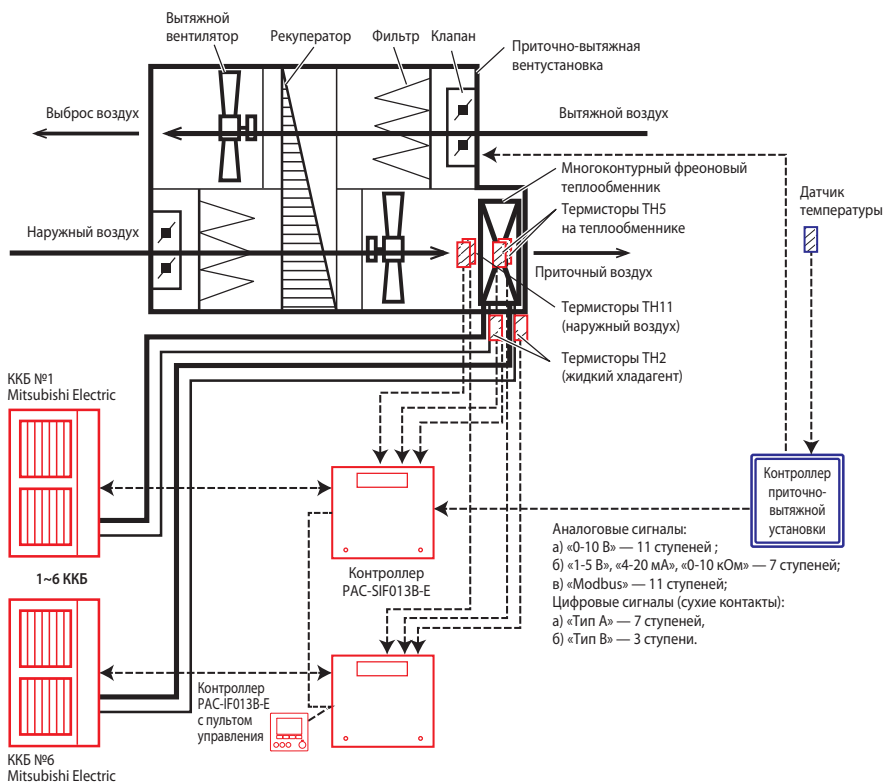 Вытяжной
вентилятор
Рекуператор
Фильтр
Клапан
Приточно-вытяжная
вентустановка
Выброс воздух
Вытяжной воздух
Многоконтурный фреоновый
теплообменник
Термисторы TH5
на теплообменнике
Датчик
температуры
Наружный воздух
Приточный воздух
Термисторы TH11
(наружный воздух)
Термисторы TH2
(жидкий хладагент)
ККБ №1
Mitsubishi Electric
Контроллер
приточно-
вытяжной
установки
Аналоговые сигналы:
а) «0-10 В» — 11 ступеней ;
б) «1-5 В», «4-20 мА», «0-10 кОм» — 7 ступеней;
в) «Modbus» — 11 ступеней;
Цифровые сигналы (сухие контакты):
а) «Тип А» — 7 ступеней,
б) «Тип В» — 3 ступени.
1~6 ККБ
Контроллер
PAC-SIF013B-E
Контроллер
PAC-IF013B-E
с пультом
управления
ККБ №6
Mitsubishi Electric